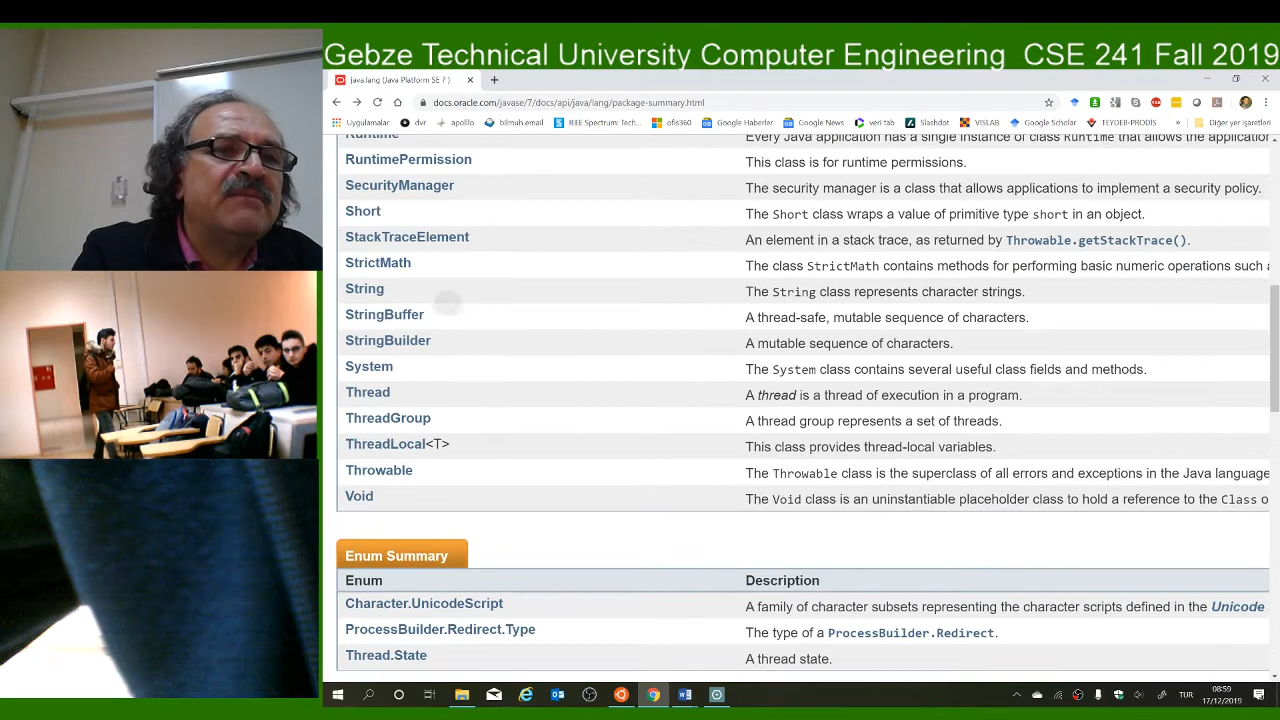 Gebze Technical University Computer Engineering CSE 241 Fall 2019
java.lang (Java Platform SE 7 )
docs.oracle.com/javase/7/docs/api/java/lang/package-summary.html
Uygulamalar dvr apolllo bilmuh email IEEE Spectrum: Tech... ofis360 Google Haberler Google News veri tab Slashdot VISLAB Google Scholar TEYDEB-PRODIS » Diğer yer işaretleri
Runtime Every Java application has a single instance of class Runtime that allows the application
RuntimePermission This class is for runtime permissions.
SecurityManager The security manager is a class that allows applications to implement a security policy.
Short The Short class wraps a value of primitive type short in an object.
StackTraceElement An element in a stack trace, as returned by Throwable.getStackTrace().
StrictMath The class StrictMath contains methods for performing basic numeric operations such
String The String class represents character strings.
StringBuffer A thread-safe, mutable sequence of characters.
StringBuilder A mutable sequence of characters.
System The System class contains several useful class fields and methods.
Thread A thread is a thread of execution in a program.
ThreadGroup A thread group represents a set of threads.
ThreadLocal<T> This class provides thread-local variables.
Throwable The Throwable class is the superclass of all errors and exceptions in the Java language
Void The Void class is an uninstantiable placeholder class to hold a reference to the Class
Enum Summary
Enum Description
Character.UnicodeScript A family of character subsets representing the character scripts defined in the Unicode
ProcessBuilder.Redirect.Type The type of a ProcessBuilder.Redirect.
Thread.State A thread state.
TUR 08:59
17/12/2019